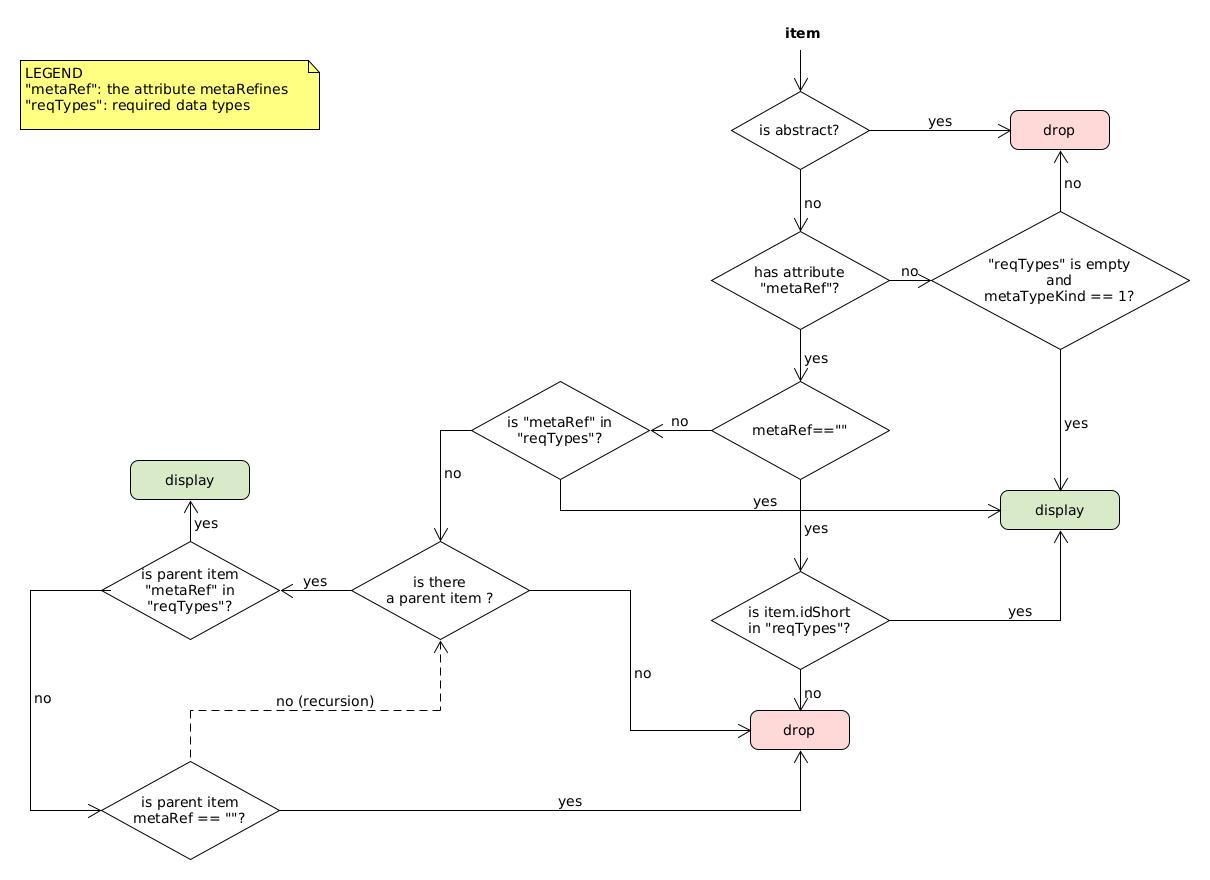 item
LEGEND
"metaRef": the attribute metaRefines
"reqTypes": required data types
is abstract?
yes
drop
no
no
has attribute
"metaRef"?
no
"reqTypes" is empty
and
metaTypeKind == 1?
yes
is "metaRef" in
"reqTypes"?
no
metaRef==""
yes
no
display
yes
yes
display
yes
yes
is parent item
"metaRef" in
"reqTypes"?
yes
is there
a parent item ?
is item.idShort
in "reqTypes"?
yes
no
no
no
no (recursion)
drop
is parent item
metaRef == ""?
yes